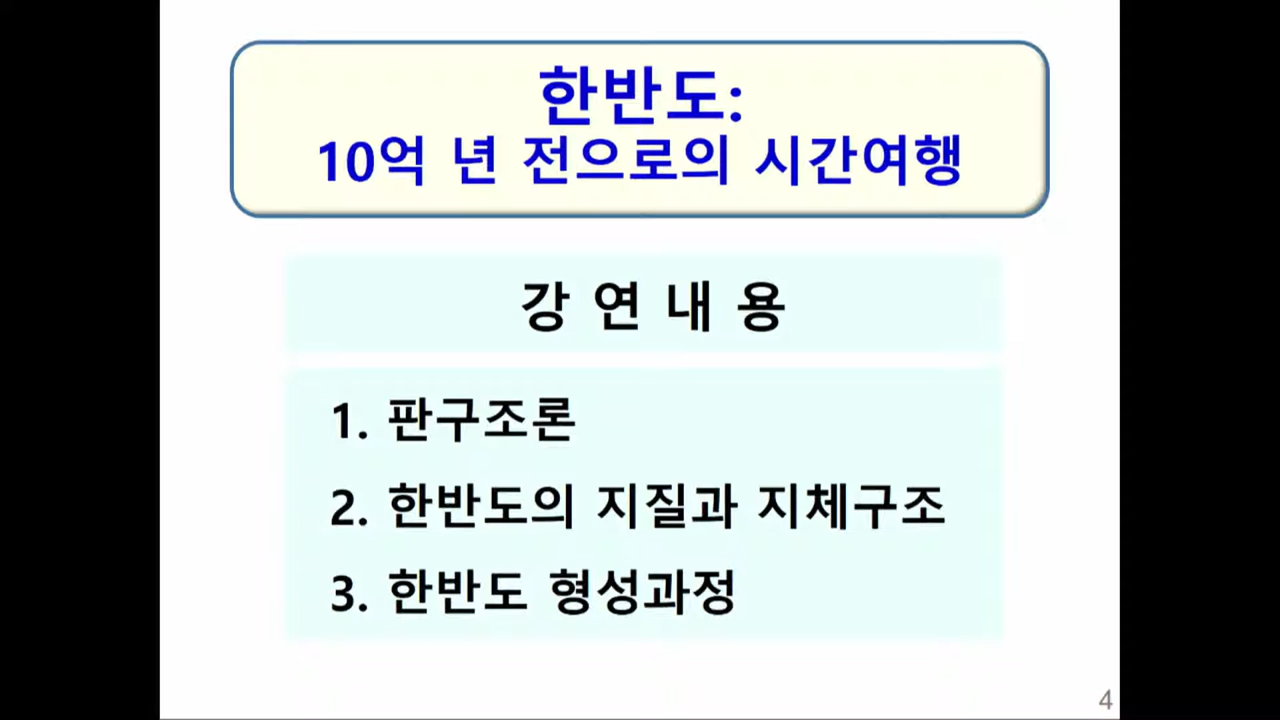 한반도:
10억 년 전으로의 시간여행
강 연 내 용
1. 판구조론
2. 한반도의 지질과 지체구조
3. 한반도 형성과정
4